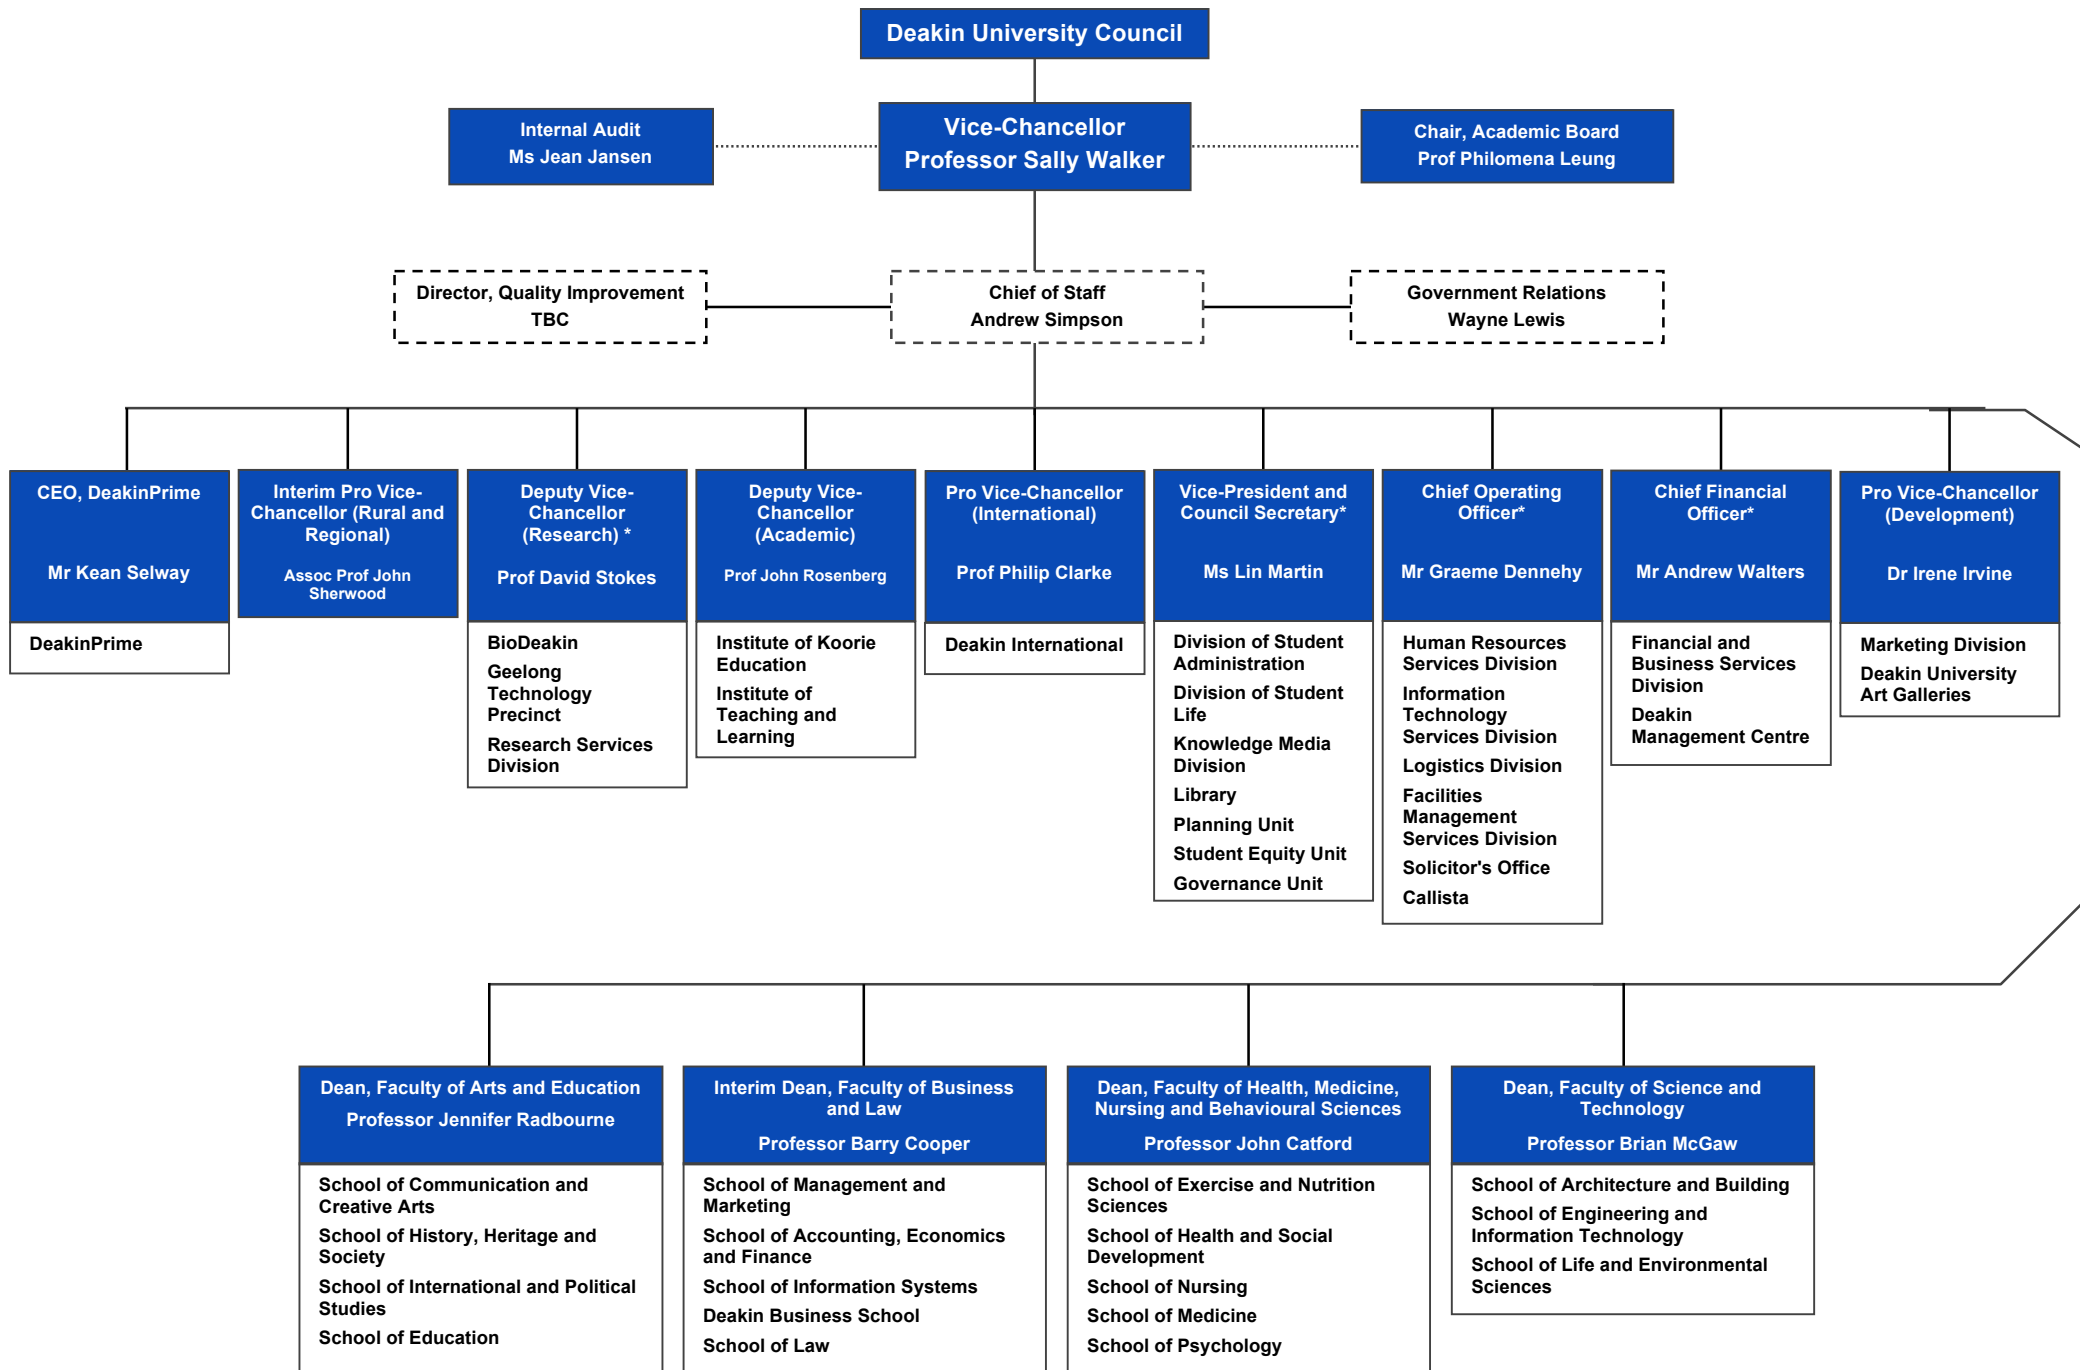 Deakin University Council
Internal Audit
Ms Jean Jansen
Vice-Chancellor
Professor Sally Walker
Chair, Academic Board
Prof Philomena Leung
Director, Quality Improvement
TBC
Chief of Staff
Andrew Simpson
Government Relations
Wayne Lewis
CEO, DeakinPrime
Mr Kean Selway
DeakinPrime
Interim Pro Vice-
Chancellor (Rural and
Regional)
Assoc Prof John
Sherwood
Deputy Vice-
Chancellor
(Research) *
Prof David Stokes
BioDeakin
Geelong
Technology
Precinct
Research Services
Division
Deputy Vice-
Chancellor
(Academic)
Prof John Rosenberg
Institute of Koorie
Education
Institute of
Teaching and
Learning
Pro Vice-Chancellor
(International)
Prof Philip Clarke
Deakin International
Vice-President and
Council Secretary*
Ms Lin Martin
Division of Student
Administration
Division of Student
Life
Knowledge Media
Division
Library
Planning Unit
Student Equity Unit
Governance Unit
Chief Operating
Officer*
Mr Graeme Dennehy
Human Resources
Services Division
Information
Technology
Services Division
Logistics Division
Facilities
Management
Services Division
Solicitor's Office
Callista
Chief Financial
Officer*
Mr Andrew Walters
Financial and
Business Services
Division
Deakin
Management Centre
Pro Vice-Chancellor
(Development)
Dr Irene Irvine
Marketing Division
Deakin University
Art Galleries
Dean, Faculty of Arts and Education
Professor Jennifer Radbourne
School of Communication and
Creative Arts
School of History, Heritage and
Society
School of International and Political
Studies
School of Education
Interim Dean, Faculty of Business
and Law
Professor Barry Cooper
School of Management and
Marketing
School of Accounting, Economics
and Finance
School of Information Systems
Deakin Business School
School of Law
Dean, Faculty of Health, Medicine,
Nursing and Behavioural Sciences
Professor John Catford
School of Exercise and Nutrition
Sciences
School of Health and Social
Development
School of Nursing
School of Medicine
School of Psychology
Dean, Faculty of Science and
Technology
Professor Brian McGaw
School of Architecture and Building
School of Engineering and
Information Technology
School of Life and Environmental
Sciences